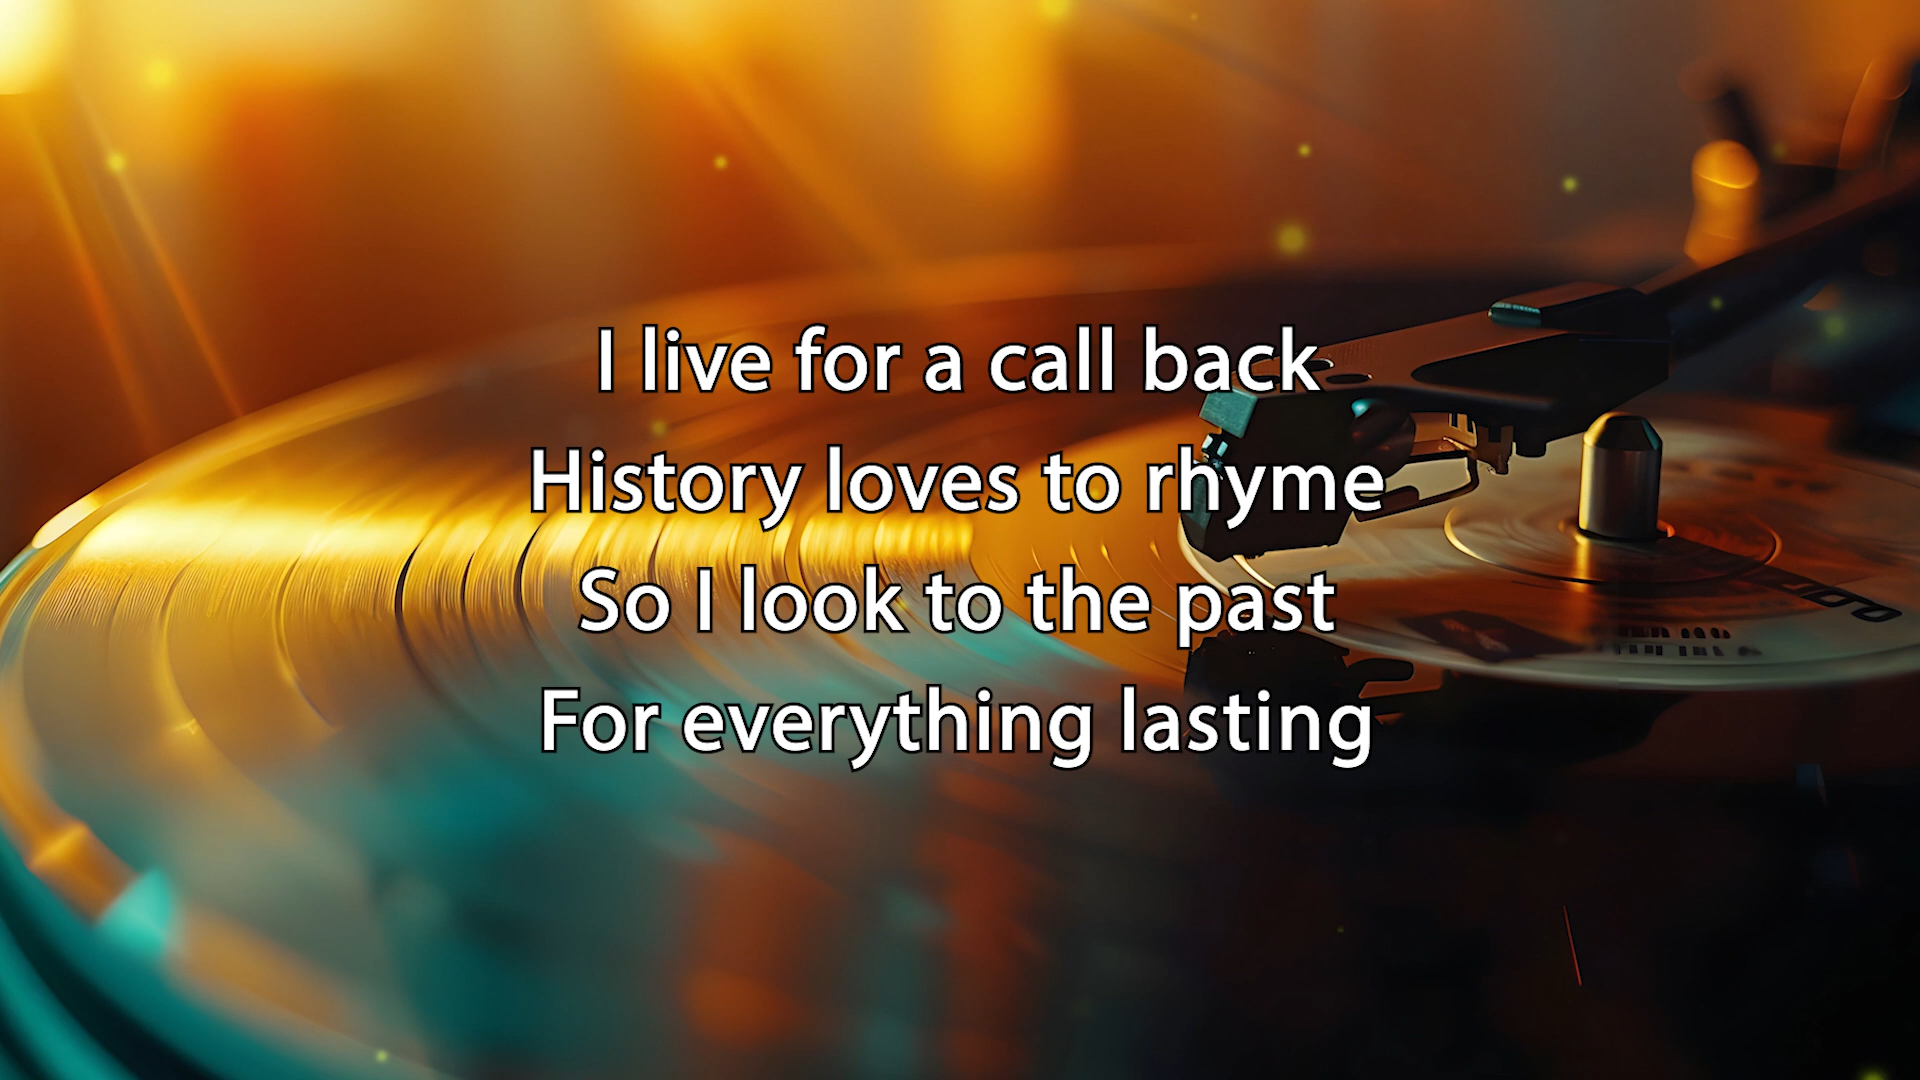 I live for a call back
History loves to rhyme
So I look to the past
For everything lasting